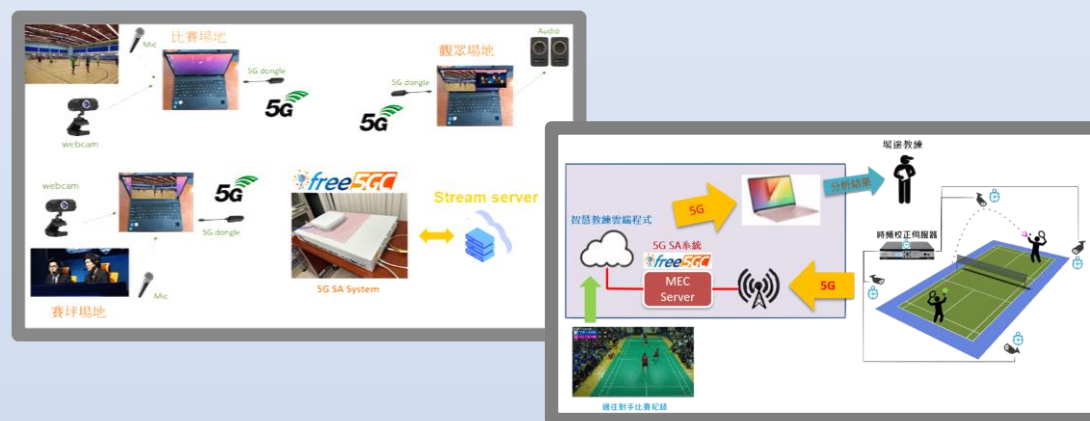 比賽場地
Mic
5G dongle
5G
webcam
觀眾場地
Audio
5G dongle
5G
webcam
5G
5G dongle
Mic
賽評場地
free5GC
5G SA System
Stream server
場邊教練
分析結果
5G
智慧教練雲端程式
5G SA系統
free5GC
MEC
Server
5G
時頻校正伺服器
過往對手比賽紀錄